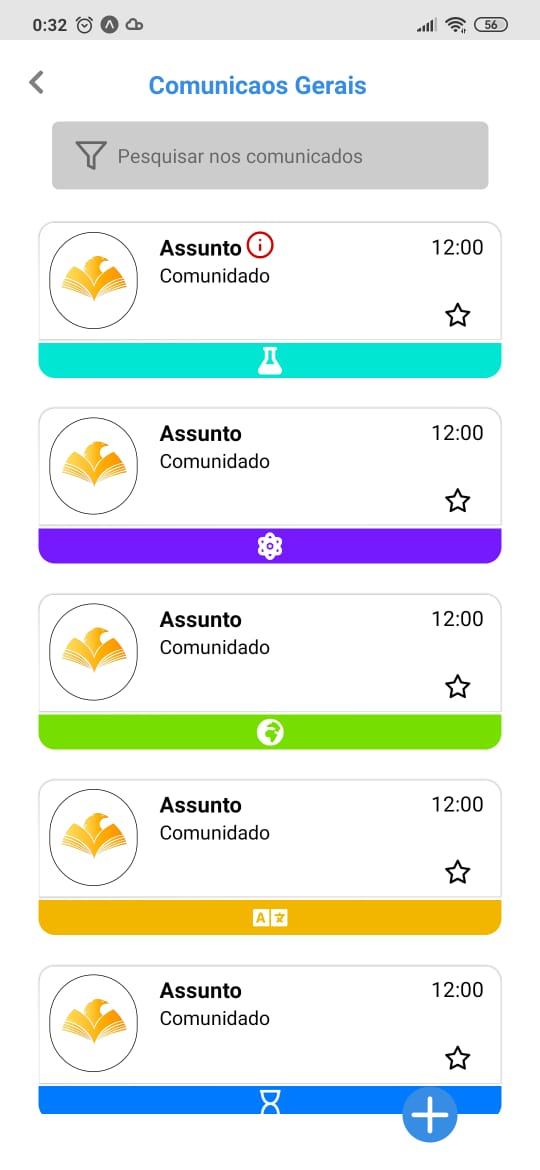 0:32
56
Comunicaos Gerais
Pesquisar nos comunicados
Assunto 12:00
Comunidado
Assunto 12:00
Comunidado
Assunto 12:00
Comunidado
Assunto 12:00
Comunidado
A
Assunto 12:00
Comunidado